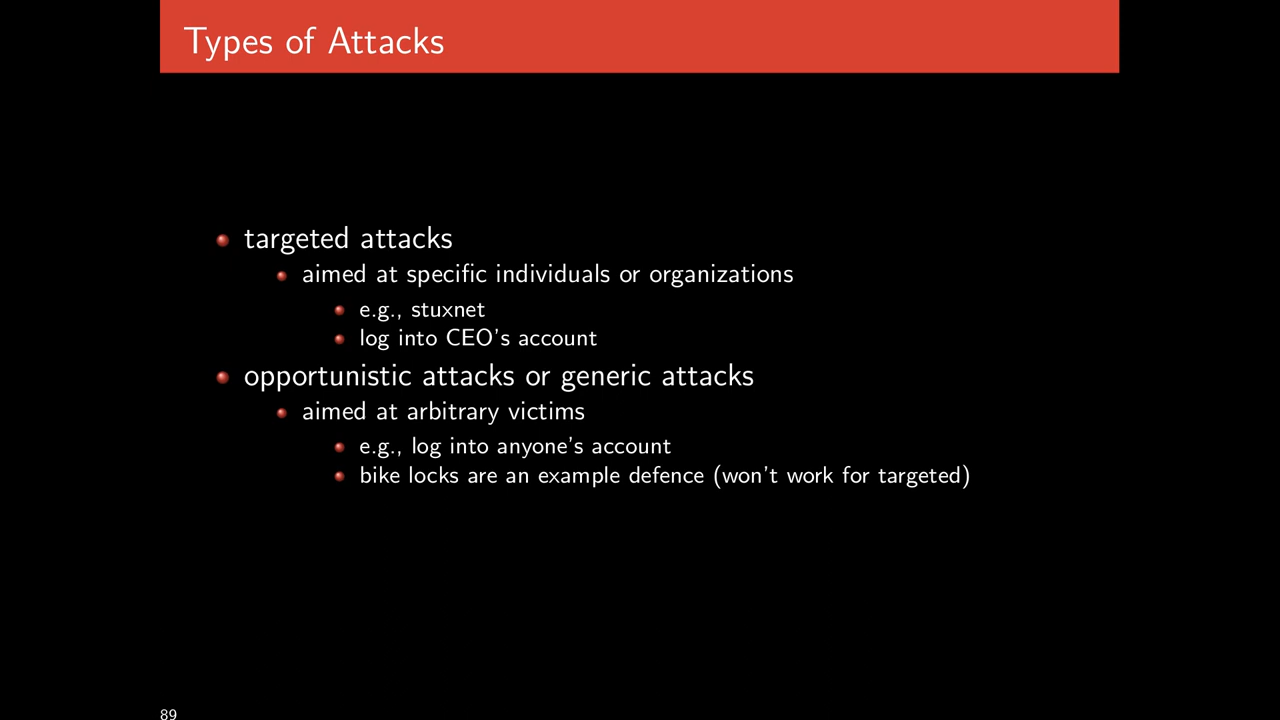 Types of Attacks
targeted attacks
aimed at specific individuals or organizations
e.g., stuxnet
log into CEO's account
opportunistic attacks or generic attacks
aimed at arbitrary victims
e.g., log into anyone's account
bike locks are an example defence (won't work for targeted)
89